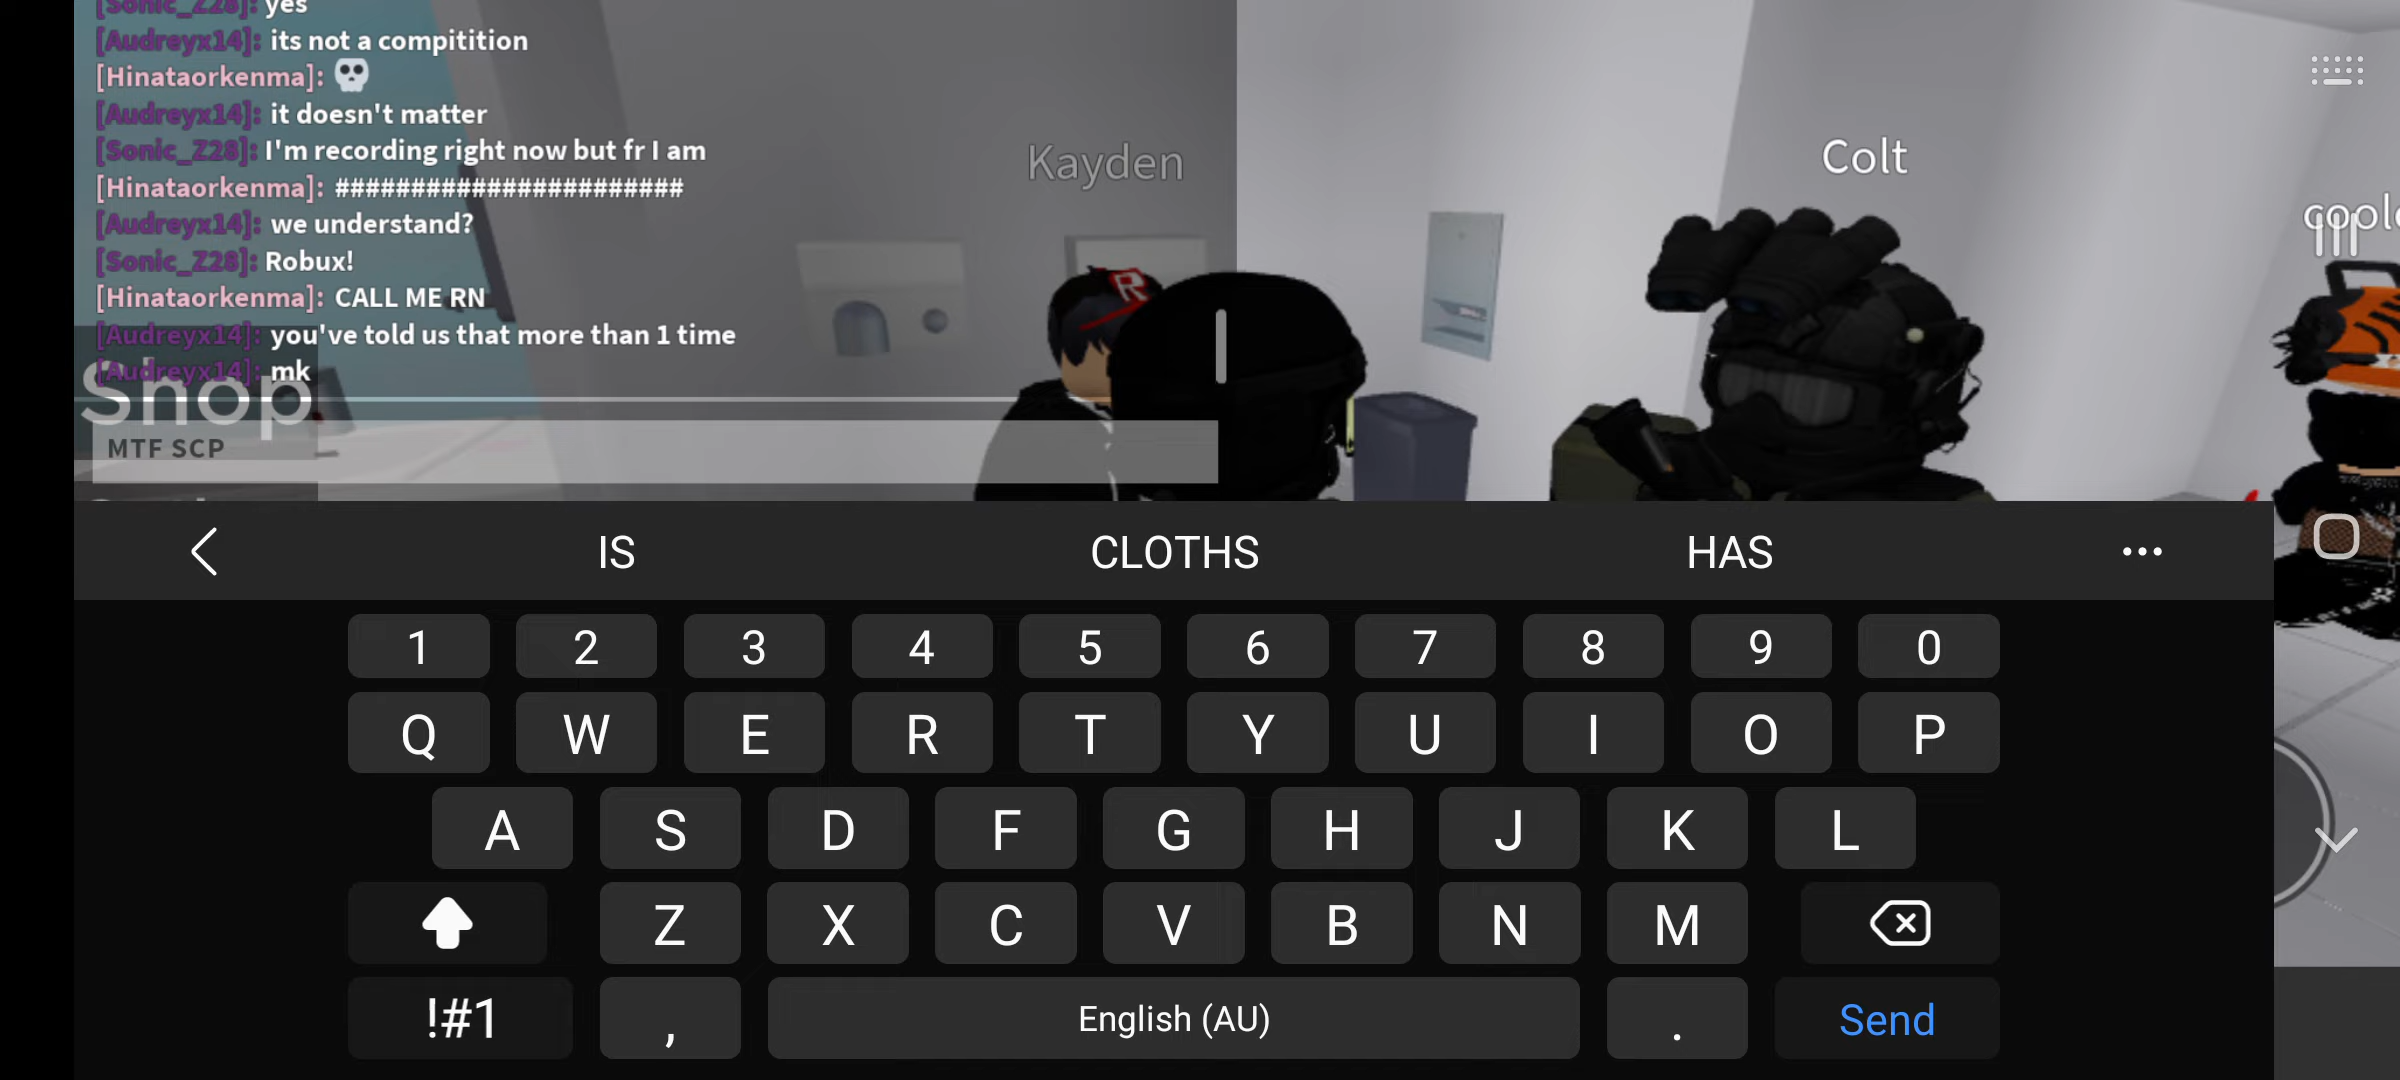 [Sonic_Z28]: yes
[Audreyx14]: its not a compitition
[Hinataorkenma]: 💀
[Audreyx14]: it doesn't matter
[Sonic_Z28]: I'm recording right now but fr I am
[Hinataorkenma]: #######################
[Audreyx14]: we understand?
[Sonic_Z28]: Robux!
[Hinataorkenma]: CALL ME RN
[Audreyx14]: you've told us that more than 1 time
[Audreyx14]: mk
Shop
MTF SCP
Kayden
R
Colt
IS CLOTHS HAS ...
1 2 3 4 5 6 7 8 9 0
Q W E R T Y U I O P
A S D F G H J K L
Z X C V B N M
!#1 , English (AU) . Send